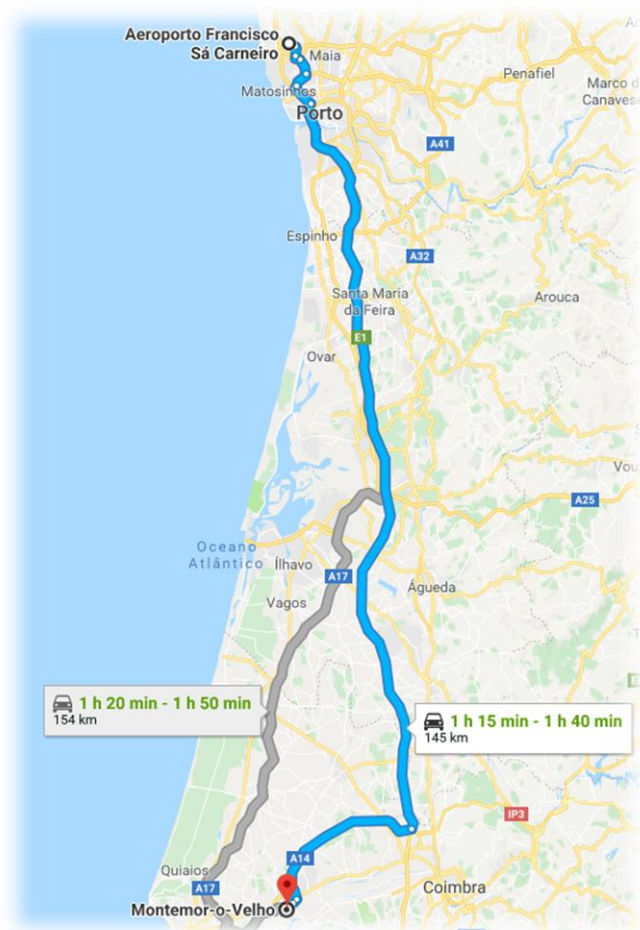 Aeroporto Francisco
Sá Carneiro
Maia
Penafiel
Marco d
Canavese
Matosinhos
Porto
A41
Espinho
A32
Santa Maria
da Feira
Arouca
E1
Ovar
Vou
A25
Oceano
Atlântico
Ílhavo
A17
Águeda
Vagos
1 h 20 min - 1 h 50 min
154 km
1 h 15 min - 1 h 40 min
145 km
IP3
Quiaios
A14
A17
Coimbra
Montemor-o-Velho